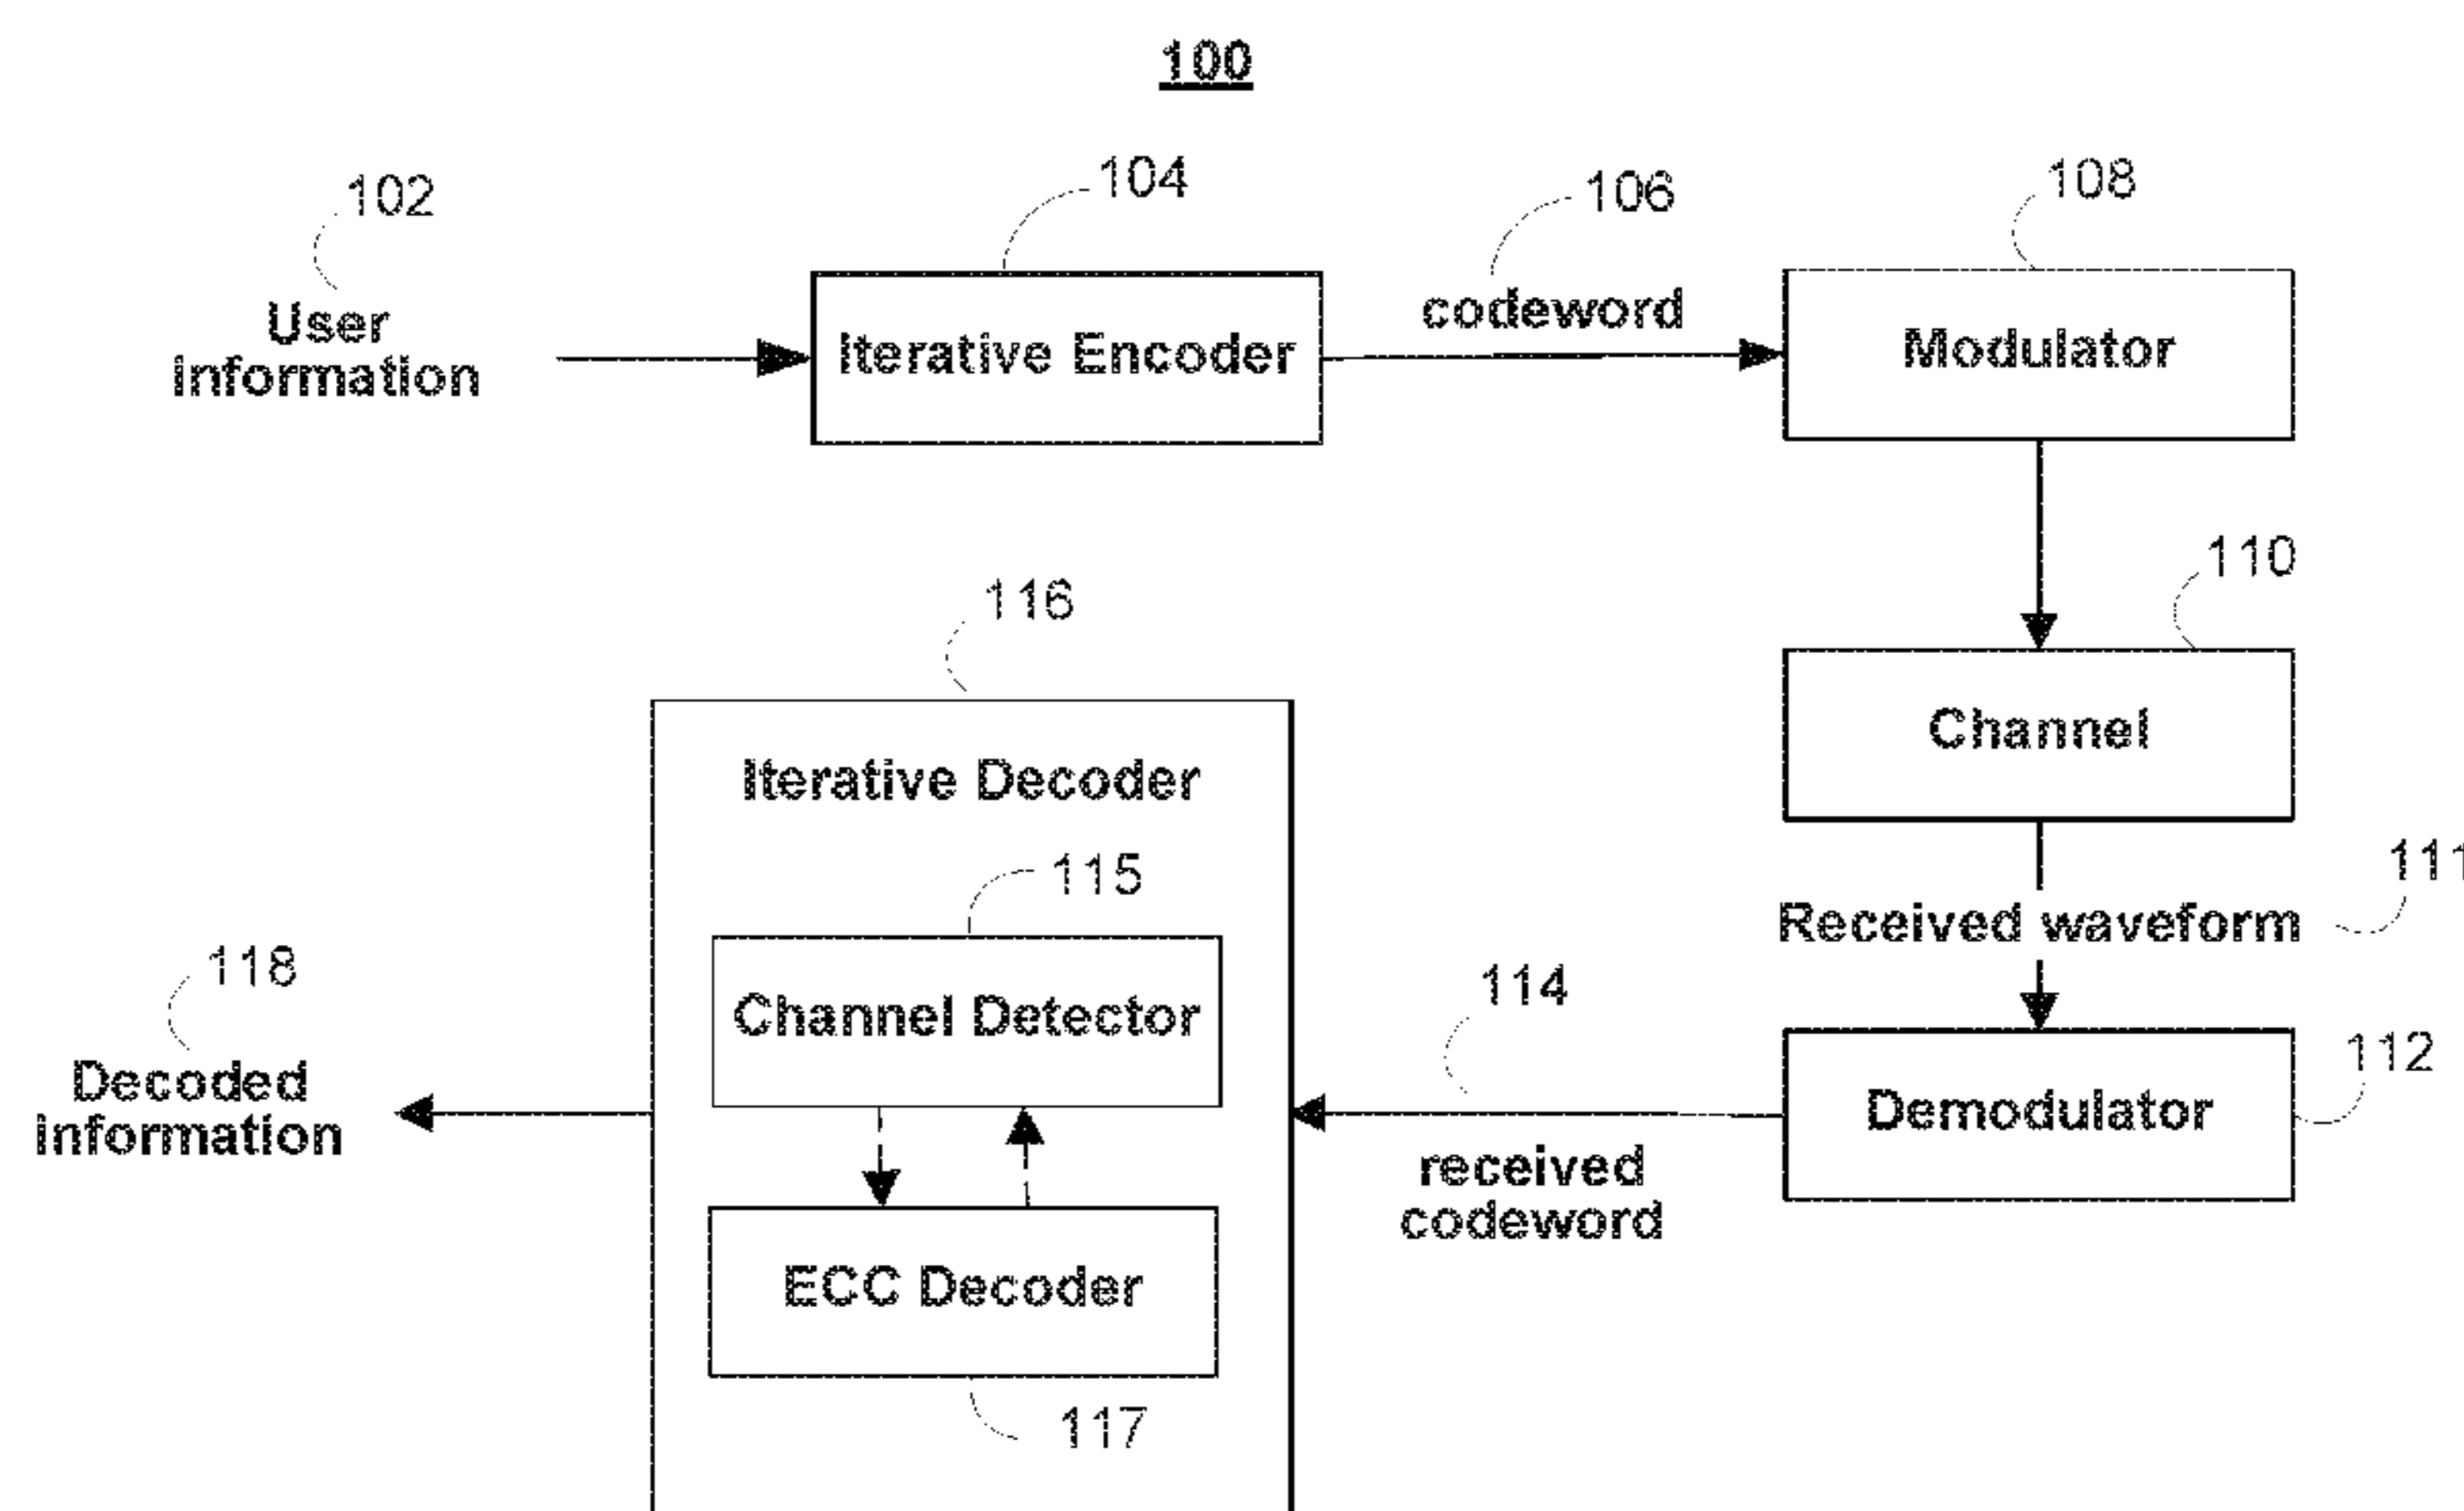 100
102
104
106
108
User
information
Iterative Encoder
codeword
Modulator
110
116
Channel
Iterative Decoder
115
111
Received waveform
118
Channel Detector
114
112
Decoded
information
Demodulator
received
codeword
ECC Decoder
117